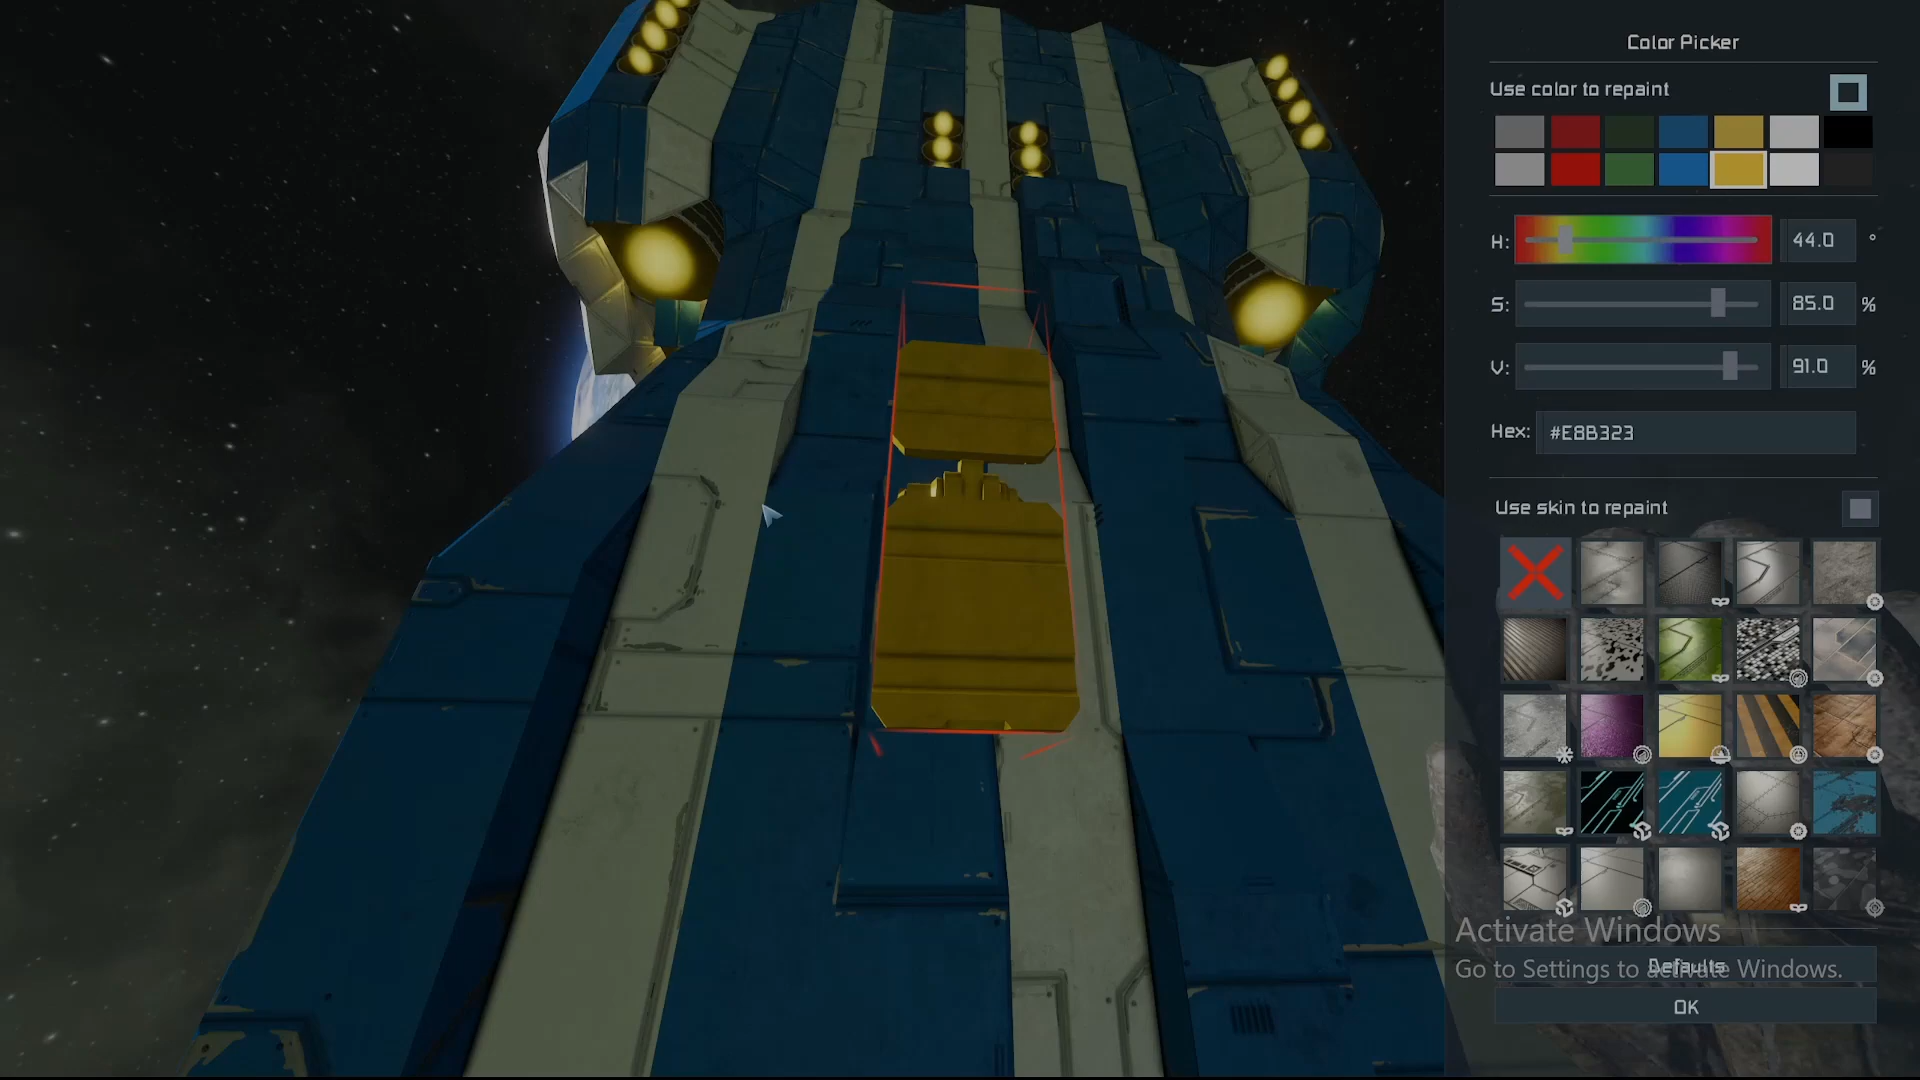 Color Picker
Use color to repaint
H: 44.0 °
S: 85.0 %
V: 91.0 %
Hex: #E8B323
Use skin to repaint
Activate Windows
Defaults
Go to Settings to activate Windows.
OK